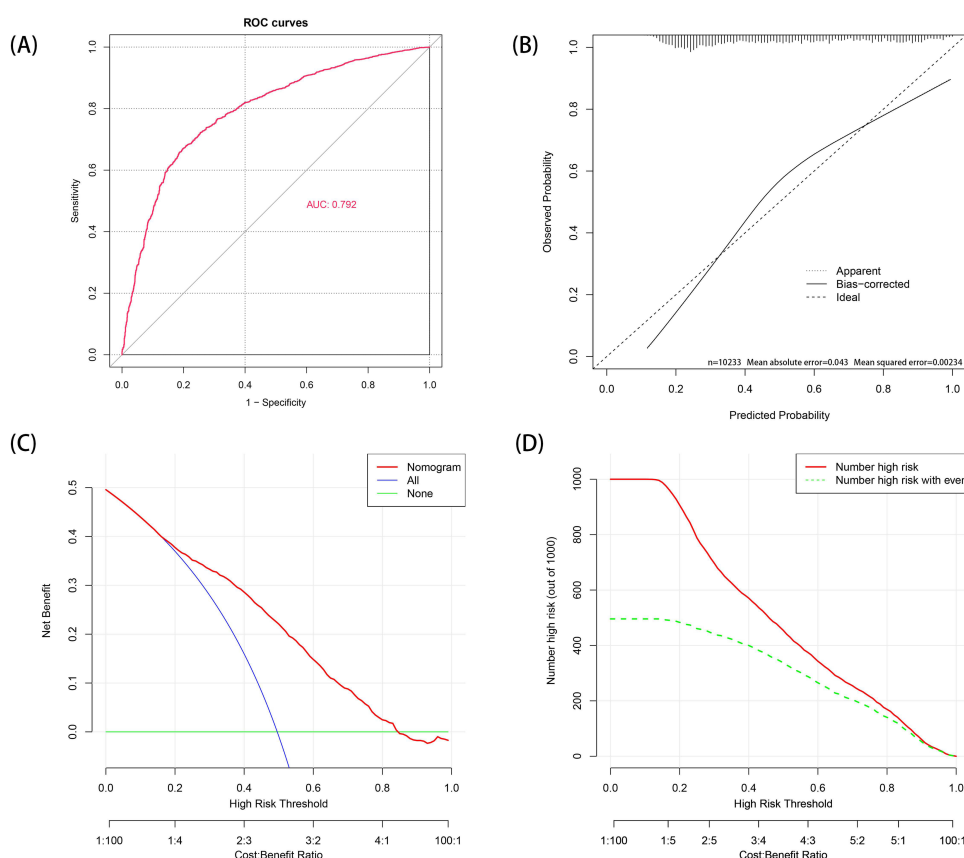 (A)
ROC curves
Sensitivity
0.0 0.2 0.4 0.6 0.8 1.0
AUC: 0.792
0.0 0.2 0.4 0.6 0.8 1.0
1 − Specificity
(B)
Observed Probability
0.0 0.2 0.4 0.6 0.8 1.0
Apparent
Bias-corrected
Ideal
n=10233 Mean absolute error=0.043 Mean squared error=0.00234
0.0 0.2 0.4 0.6 0.8 1.0
Predicted Probability
(C)
Nomogram
All
None
Net Benefit
0.0 0.1 0.2 0.3 0.4 0.5
0.0 0.2 0.4 0.6 0.8 1.0
High Risk Threshold
1:100 1:4 2:3 3:2 4:1 100:1
Cost:Benefit Ratio
(D)
Number high risk
Number high risk with even
Number high risk (out of 1000)
0 200 400 600 800 1000
0.0 0.2 0.4 0.6 0.8 1.0
High Risk Threshold
1:100 1:5 2:5 3:4 4:3 5:2 5:1 100:1
Cost:Benefit Ratio